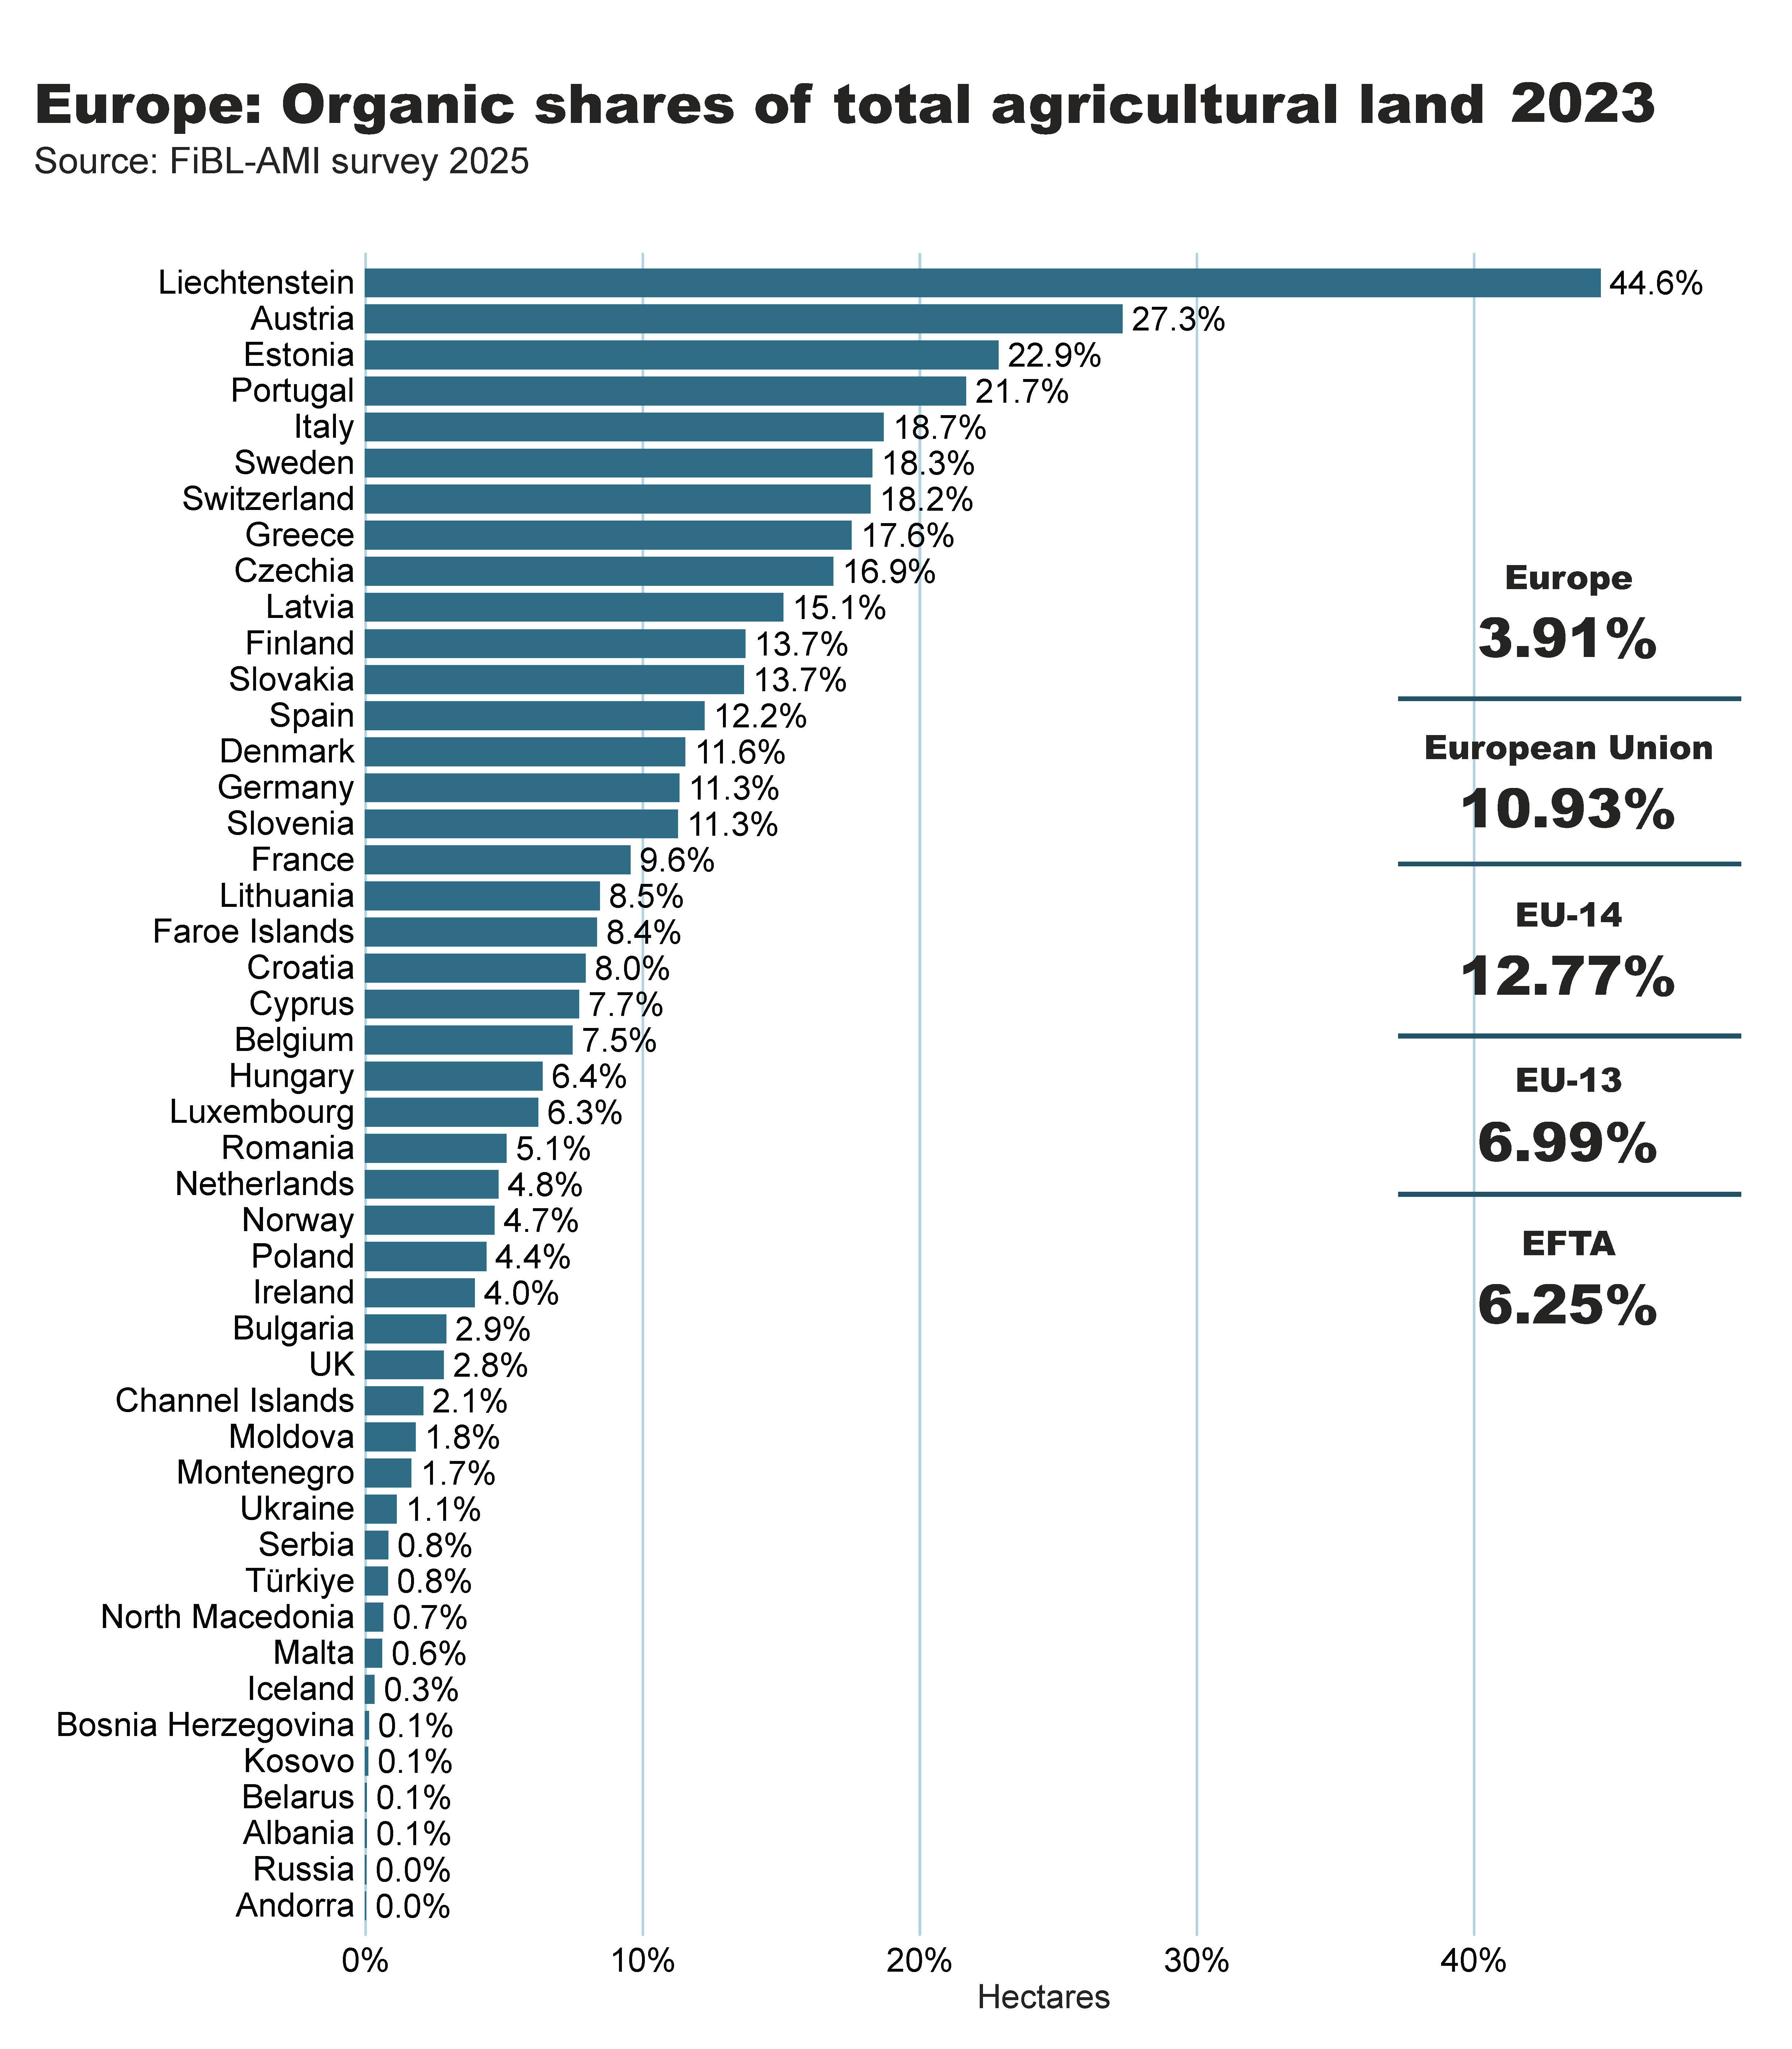 Europe: Organic shares of total agricultural land 2023
Source: FiBL-AMI survey 2025
Liechtenstein 44.6%
Austria 27.3%
Estonia 22.9%
Portugal 21.7%
Italy 18.7%
Sweden 18.3%
Switzerland 18.2%
Greece 17.6%
Czechia 16.9%
Latvia 15.1%
Finland 13.7%
Slovakia 13.7%
Spain 12.2%
Denmark 11.6%
Germany 11.3%
Slovenia 11.3%
France 9.6%
Lithuania 8.5%
Faroe Islands 8.4%
Croatia 8.0%
Cyprus 7.7%
Belgium 7.5%
Hungary 6.4%
Luxembourg 6.3%
Romania 5.1%
Netherlands 4.8%
Norway 4.7%
Poland 4.4%
Ireland 4.0%
Bulgaria 2.9%
UK 2.8%
Channel Islands 2.1%
Moldova 1.8%
Montenegro 1.7%
Ukraine 1.1%
Serbia 0.8%
Türkiye 0.8%
North Macedonia 0.7%
Malta 0.6%
Iceland 0.3%
Bosnia Herzegovina 0.1%
Kosovo 0.1%
Belarus 0.1%
Albania 0.1%
Russia 0.0%
Andorra 0.0%
0% 10% 20% 30% 40%
Hectares
Europe
3.91%
European Union
10.93%
EU-14
12.77%
EU-13
6.99%
EFTA
6.25%